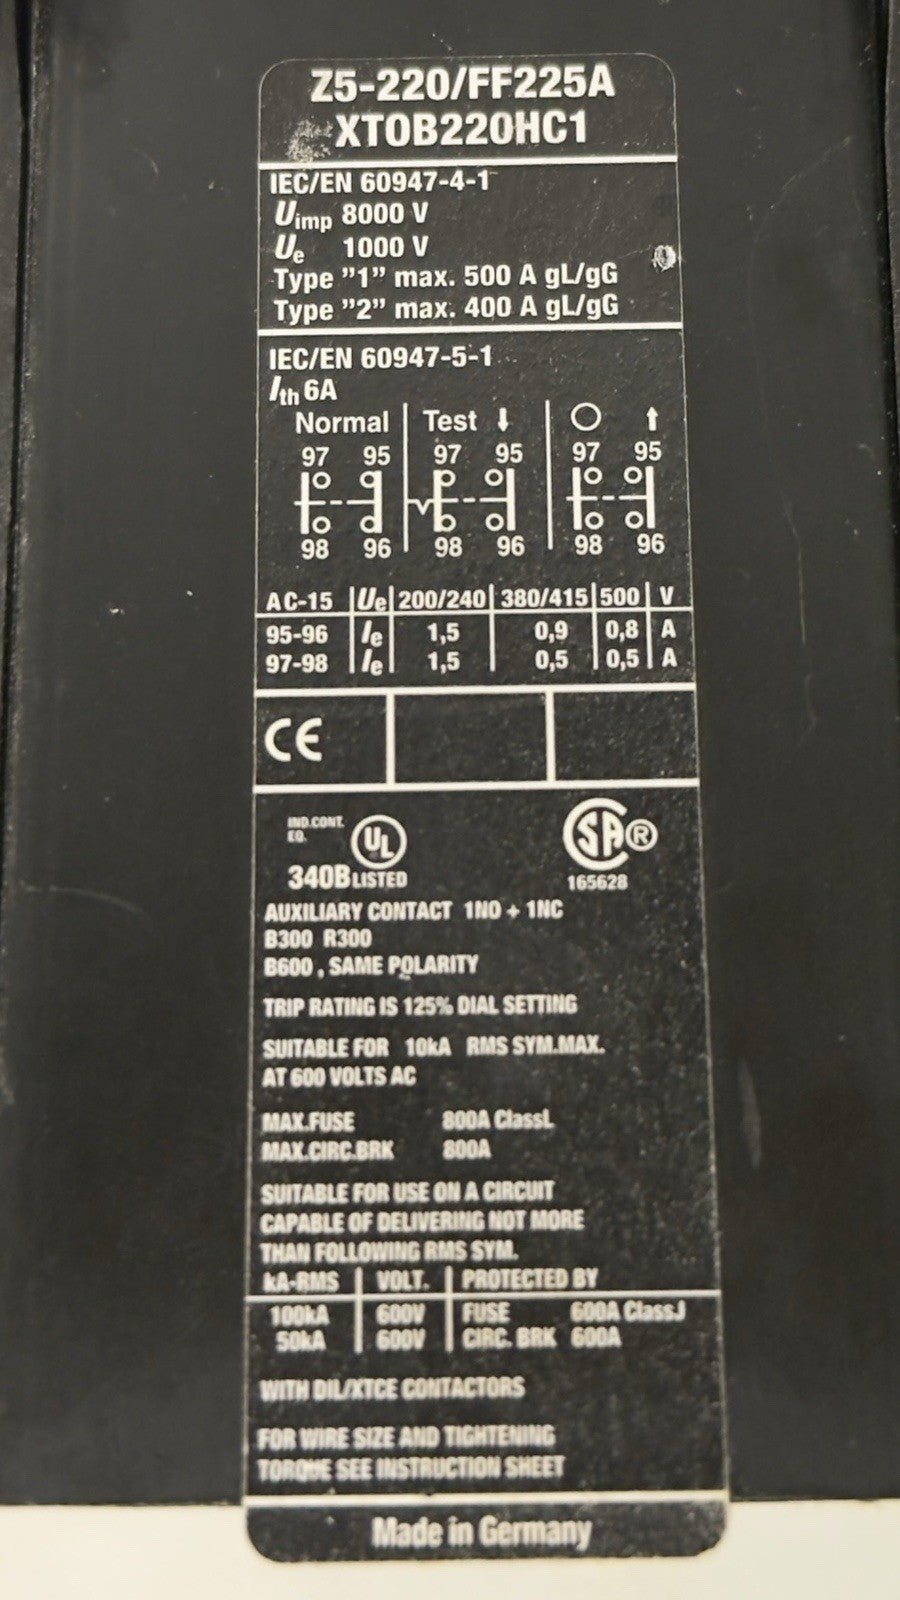 Z5-220/FF225A
XTOB220HC1
IEC/EN 60947-4-1
Uimp 8000 V
Ue 1000 V
Type ”1” max. 500 A gL/gG
Type ”2” max. 400 A gL/gG
IEC/EN 60947-5-1
Ith 6A
Normal | Test ↓ | ○ ↑
97 95 97 95 97 95
98 96 98 96 98 96
AC-15 | Ue | 200/240 | 380/415 | 500 | V
95-96 | Ie | 1,5 | 0,9 | 0,8 | A
97-98 | Ie | 1,5 | 0,5 | 0,5 | A
CE
IND.CONT.
EQ.
UL
340B LISTED
SA ®
165628
AUXILIARY CONTACT 1NO + 1NC
B300 R300
B600 , SAME POLARITY
TRIP RATING IS 125% DIAL SETTING
SUITABLE FOR 10kA RMS SYM.MAX.
AT 600 VOLTS AC
MAX.FUSE 800A ClassL
MAX.CIRC.BRK 800A
SUITABLE FOR USE ON A CIRCUIT
CAPABLE OF DELIVERING NOT MORE
THAN FOLLOWING RMS SYM.
kA-RMS | VOLT. | PROTECTED BY
100kA | 600V | FUSE 600A ClassJ
50kA | 600V | CIRC. BRK 600A
WITH DIL/XTCE CONTACTORS
FOR WIRE SIZE AND TIGHTENING
TORQUE SEE INSTRUCTION SHEET
Made in Germany